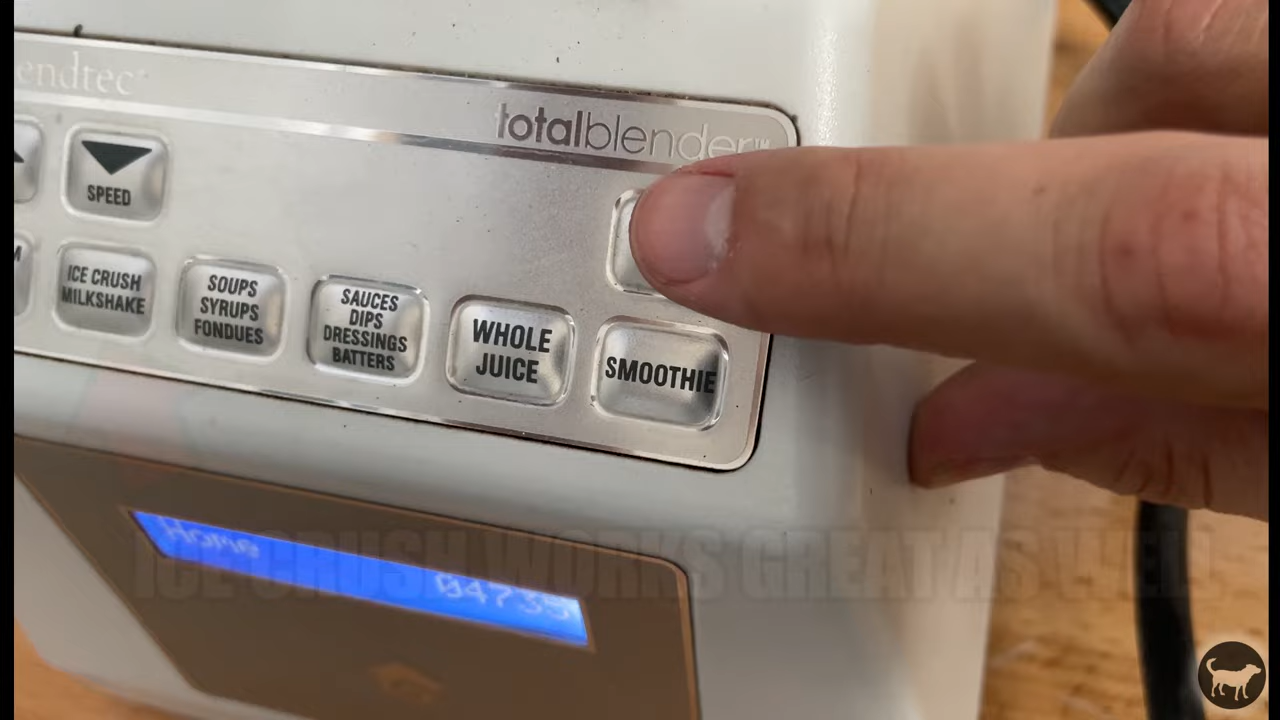 endtec
totalblender™
SPEED
ICE CRUSH
MILKSHAKE
SOUPS
SYRUPS
FONDUES
SAUCES
DIPS
DRESSINGS
BATTERS
WHOLE
JUICE
SMOOTHIE
Home
04739
ICE CRUSH WORKS GREAT AS WELL